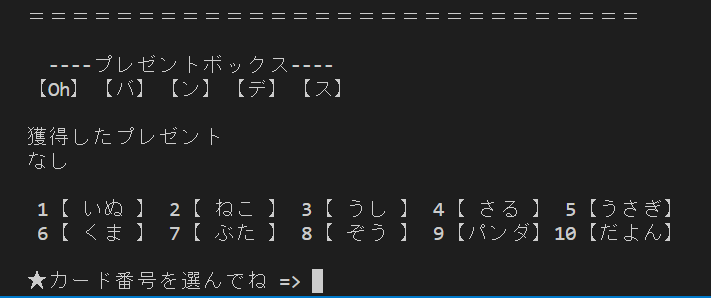 ============================
----プレゼントボックス----
【Oh】【バ】【ン】【デ】【ス】
獲得したプレゼント
なし
1【 いぬ 】 2【 ねこ 】 3【 うし 】 4【 さる 】 5【うさぎ】
6【 くま 】 7【 ぶた 】 8【 ぞう 】 9【パンダ】10【だよん】
★カード番号を選んでね =>